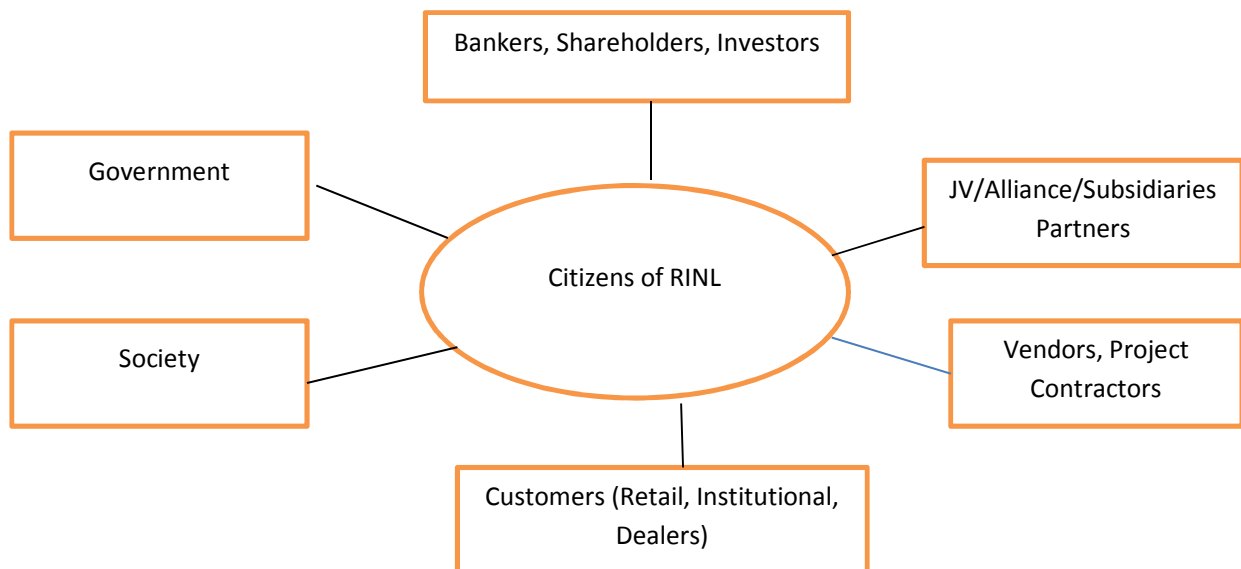 Bankers, Shareholders, Investors
Government
JV/Alliance/Subsidiaries
Partners
Citizens of RINL
Society
Vendors, Project
Contractors
Customers (Retail, Institutional,
Dealers)